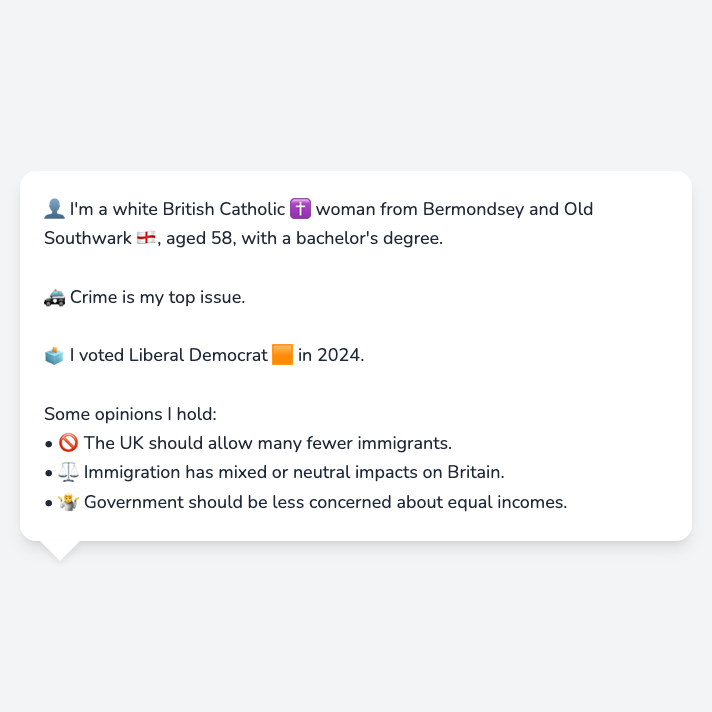 👤 I'm a white British Catholic ✝️ woman from Bermondsey and Old
Southwark 🏴󠁧󠁢󠁥󠁮󠁧󠁿, aged 58, with a bachelor's degree.
🚓 Crime is my top issue.
🗳️ I voted Liberal Democrat 🟧 in 2024.
Some opinions I hold:
• 🚫 The UK should allow many fewer immigrants.
• ⚖️ Immigration has mixed or neutral impacts on Britain.
• 🤷 Government should be less concerned about equal incomes.